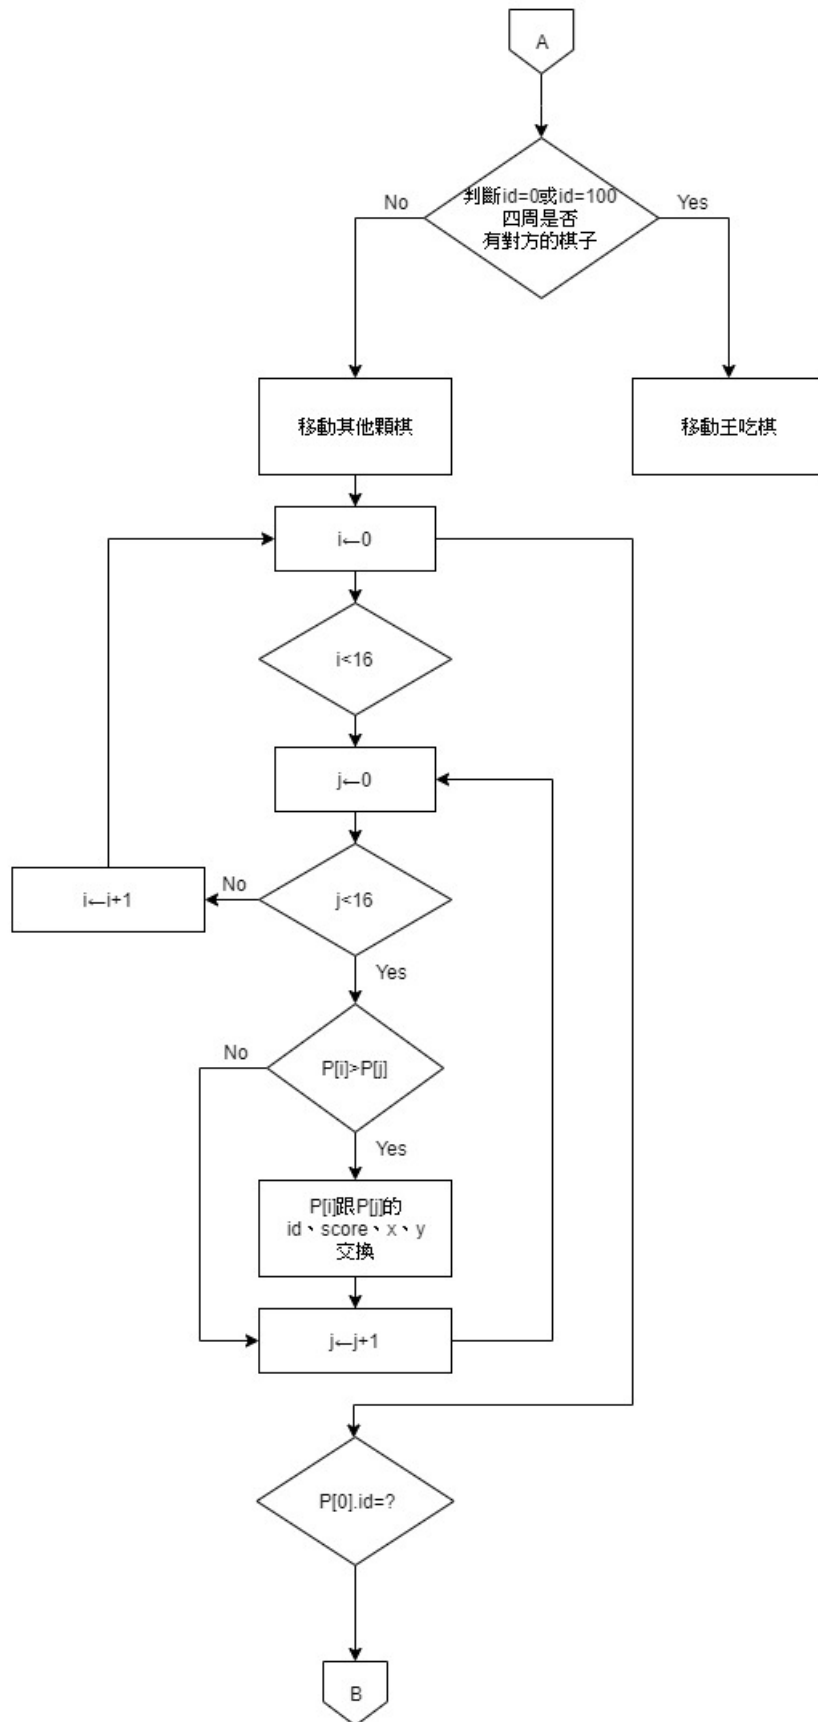 A
判斷id=0或id=100
四周是否
有對方的棋子
No
Yes
移動其他顆棋
移動王吃棋
i←0
i<16
j←0
j<16
No
i←i+1
Yes
P[i]>P[j]
No
Yes
P[i]跟P[j]的
id、score、x、y
交換
j←j+1
P[0].id=?
B